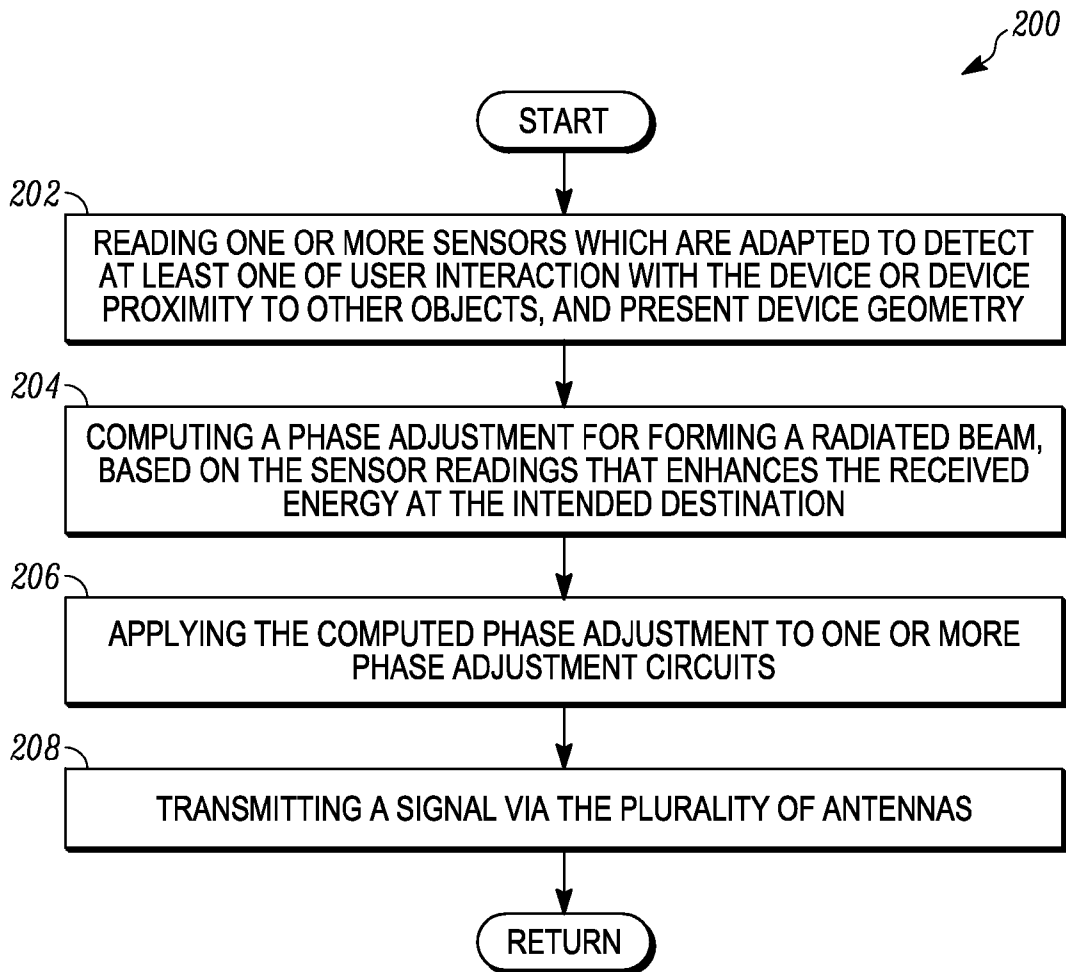 200
START
202
READING ONE OR MORE SENSORS WHICH ARE ADAPTED TO DETECT
AT LEAST ONE OF USER INTERACTION WITH THE DEVICE OR DEVICE
PROXIMITY TO OTHER OBJECTS, AND PRESENT DEVICE GEOMETRY
204
COMPUTING A PHASE ADJUSTMENT FOR FORMING A RADIATED BEAM,
BASED ON THE SENSOR READINGS THAT ENHANCES THE RECEIVED
ENERGY AT THE INTENDED DESTINATION
206
APPLYING THE COMPUTED PHASE ADJUSTMENT TO ONE OR MORE
PHASE ADJUSTMENT CIRCUITS
208
TRANSMITTING A SIGNAL VIA THE PLURALITY OF ANTENNAS
RETURN